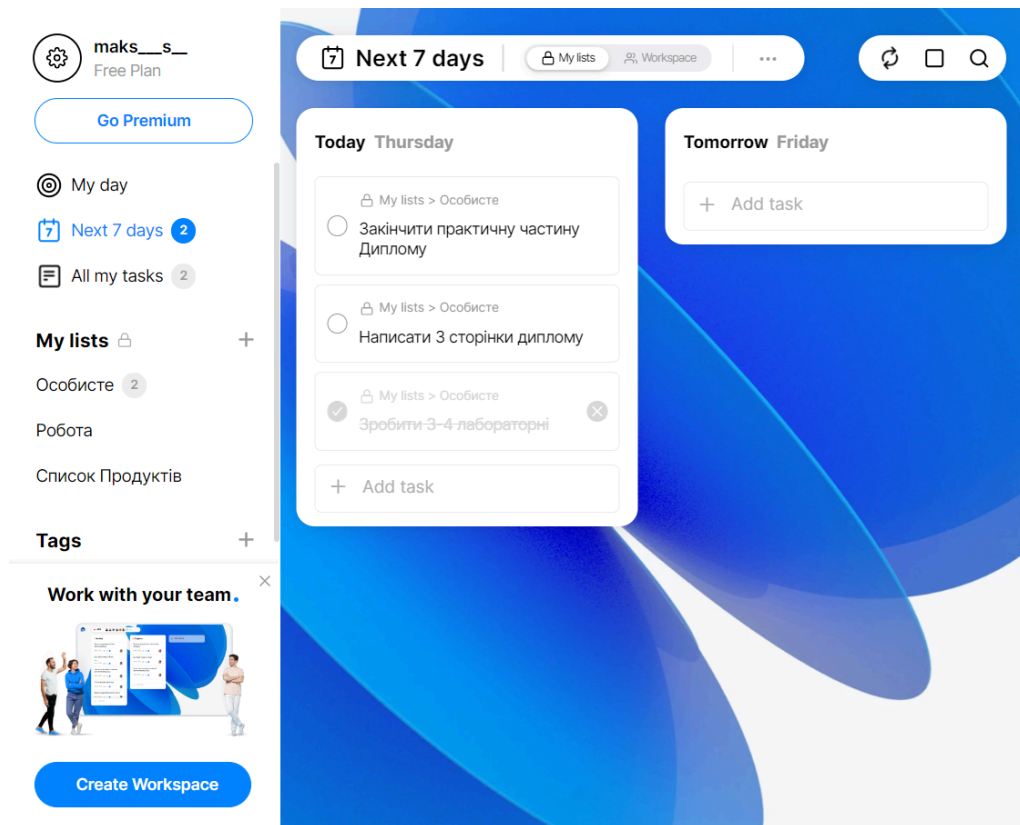 maks___s__
Free Plan
Go Premium
My day
Next 7 days 2
All my tasks 2
My lists
Особисте 2
Робота
Список Продуктів
Tags
Work with your team.
Create Workspace
7 Next 7 days My lists Workspace ...
Today Thursday
My lists > Особисте
Закінчити практичну частину
Диплому
My lists > Особисте
Написати 3 сторінки диплому
My lists > Особисте
Зробити 3-4 лабораторні
Add task
Tomorrow Friday
Add task